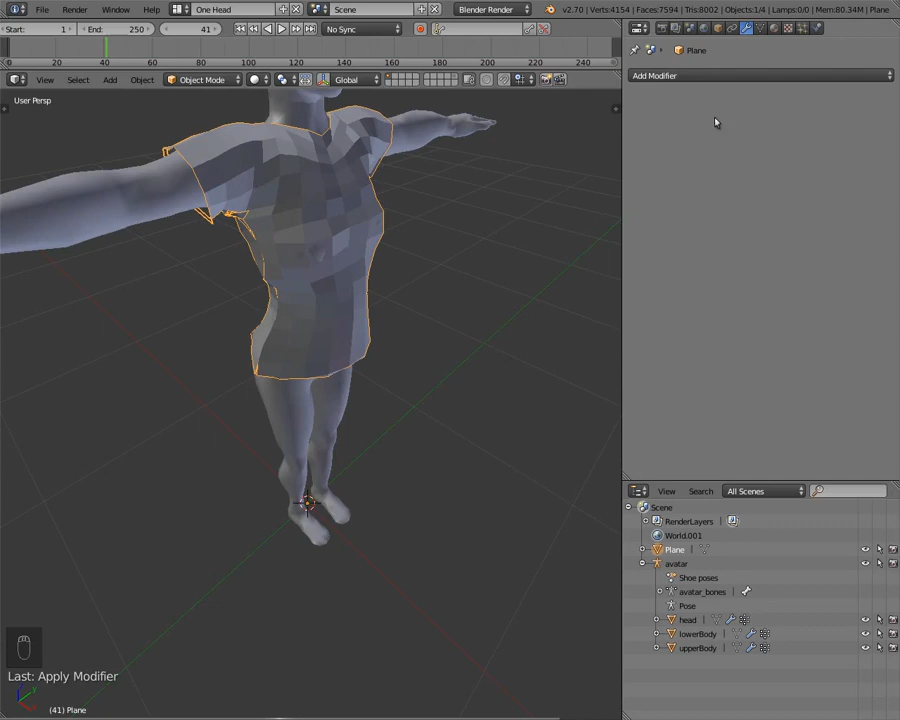 File Render Window Help One Head Scene Blender Render v2.70 | Verts:4154 | Faces:7594 | Tris:8002 | Objects:1/4 | Lamps:0/0 | Mem:80.34M | Plane
Start: 1 End: 250 41 No Sync
0 20 40 60 80 100 120 140 160 180 200 220 240
View Select Add Object Object Mode Global
User Persp
Plane
Add Modifier
View Search All Scenes
Scene
RenderLayers
World.001
Plane
avatar
Shoe poses
avatar_bones
Pose
head
lowerBody
upperBody
Last: Apply Modifier
(41) Plane